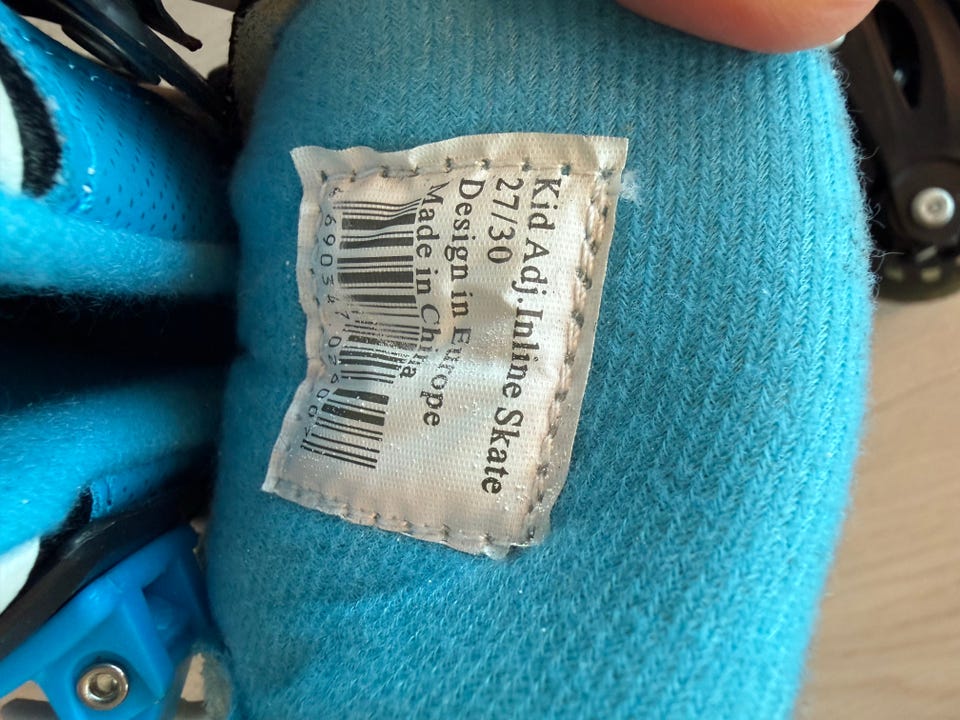 Kid Adj.Inline Skate
27/30
Design in Europe
Made in China